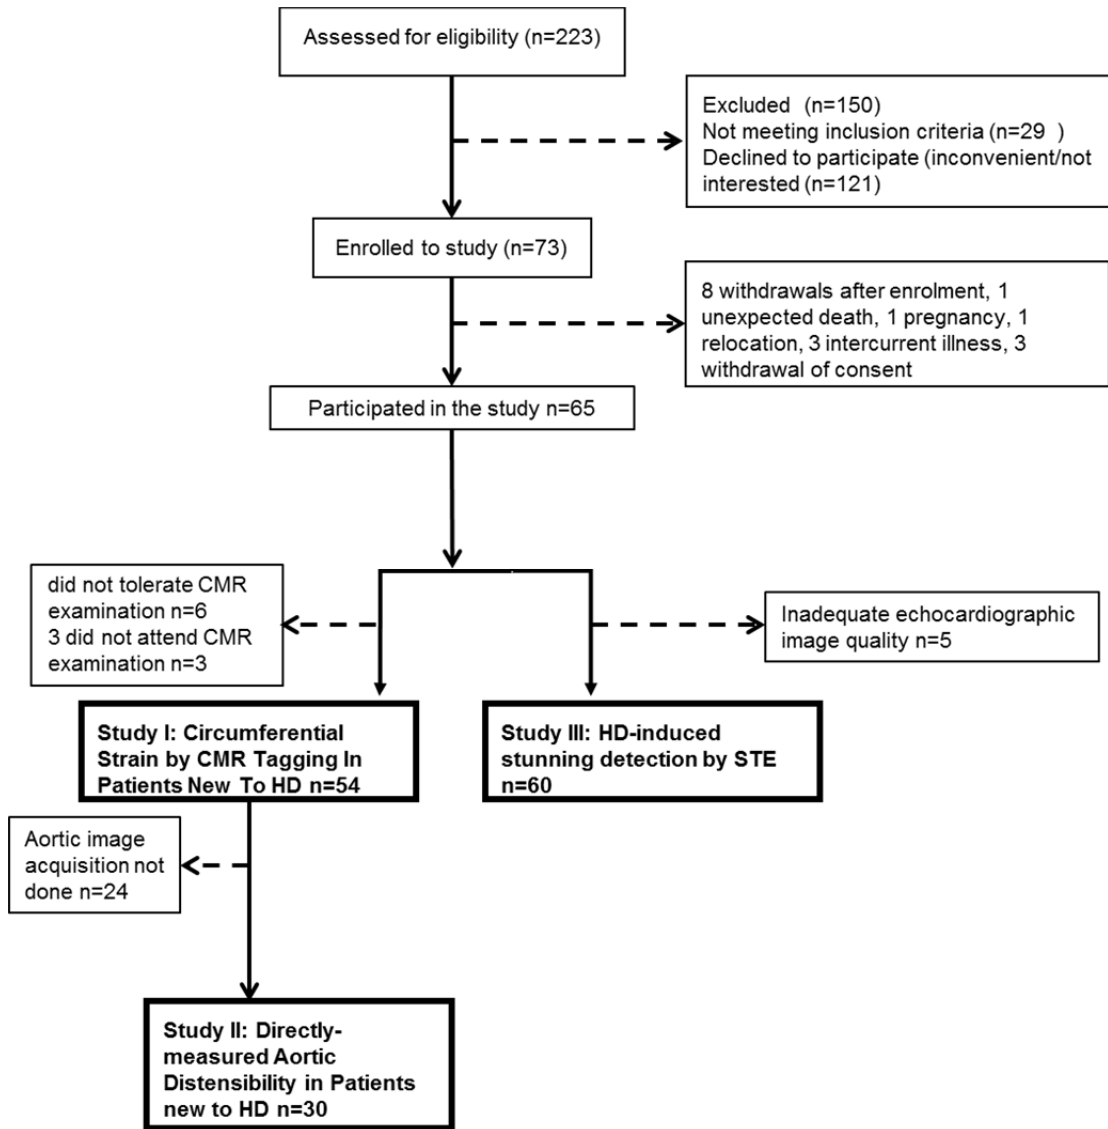 Assessed for eligibility (n=223)
Excluded  (n=150)
Not meeting inclusion criteria (n=29  )
Declined to participate (inconvenient/not
interested (n=121)
Enrolled to study (n=73)
8 withdrawals after enrolment, 1
unexpected death, 1 pregnancy, 1
relocation, 3 intercurrent illness, 3
withdrawal of consent
Participated in the study n=65
did not tolerate CMR
examination n=6
3 did not attend CMR
examination n=3
Inadequate echocardiographic
image quality n=5
Study I: Circumferential
Strain by CMR Tagging In
Patients New To HD n=54
Study III: HD-induced
stunning detection by STE
n=60
Aortic image
acquisition not
done n=24
Study II: Directly-
measured Aortic
Distensibility in Patients
new to HD n=30